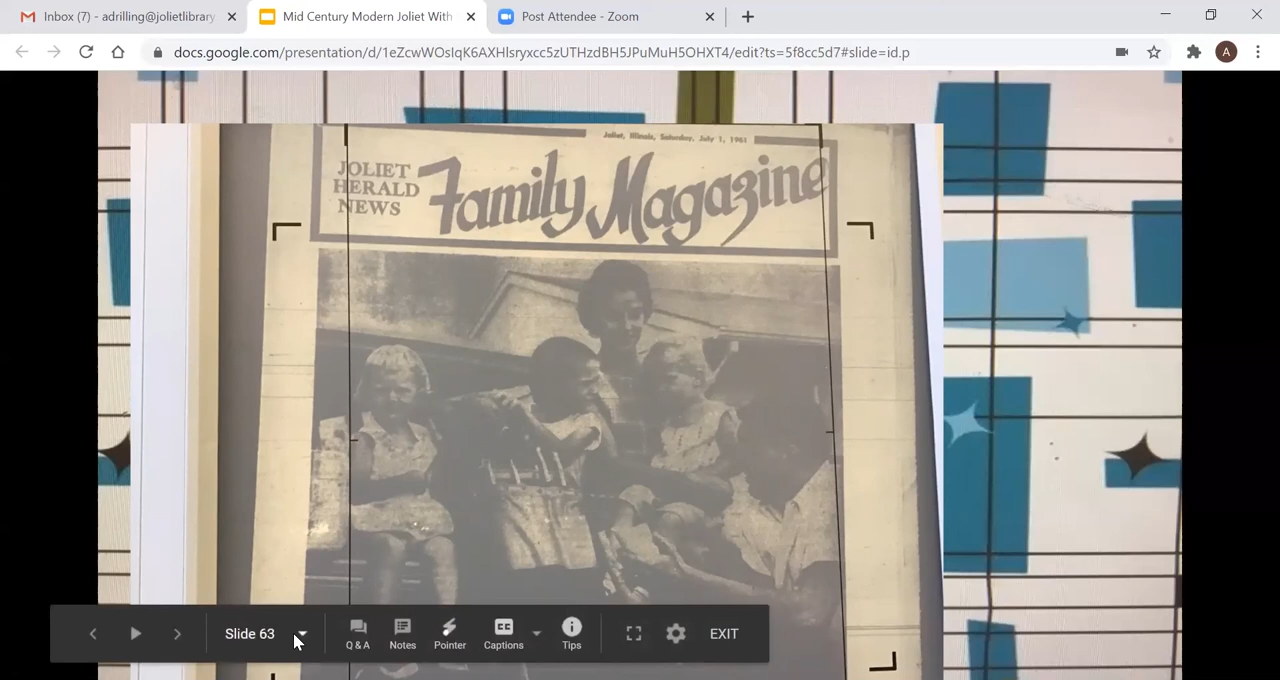 Inbox (7) - adrilling@jolietlibrary
Mid Century Modern Joliet With
Post Attendee - Zoom
docs.google.com/presentation/d/1eZcwWOsIqK6AXHIsryxcc5zUTHzdBH5JPuMuH5OHXT4/edit?ts=5f8cc5d7#slide=id.p
A
Joliet, Illinois, Saturday, July 1, 1961
JOLIET
HERALD
NEWS
Family Magazine
Slide 63
Q & A
Notes
Pointer
CC
Captions
Tips
EXIT